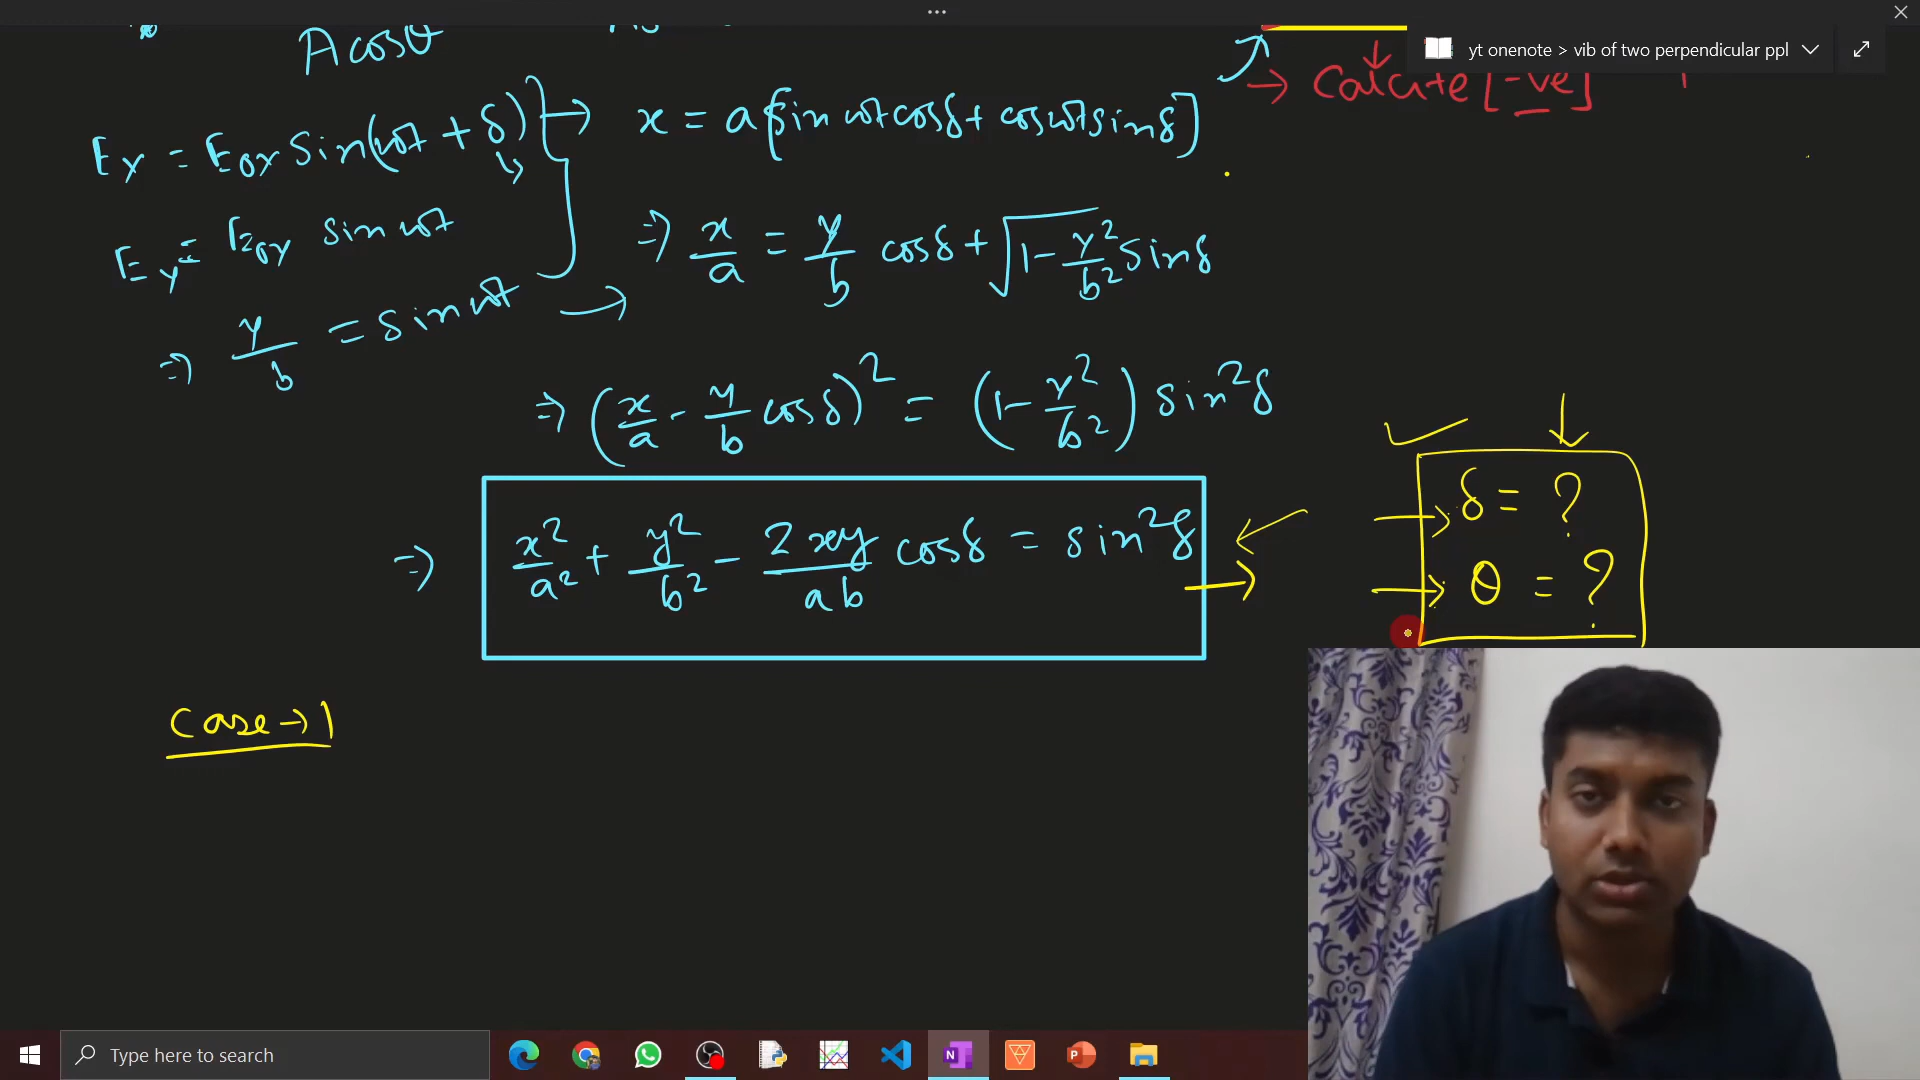 yt onenote > vib of two perpendicular ppl
A cosθ
→ Calcite [-ve]
Ex = E0x Sin(ωt + δ)
→ x = a[sin ωt cosδ + cos ωt sinδ]
Ey = E0y sin ωt
⇒ x/a = y/b cosδ + √(1 - y²/b²) sinδ
⇒ y/b = sin ωt →
⇒ (x/a - y/b cosδ)² = (1 - y²/b²) sin²δ
⇒ x²/a² + y²/b² - 2xy/ab cosδ = sin²δ
→ δ = ?
→ θ = ?
Case → 1
Type here to search